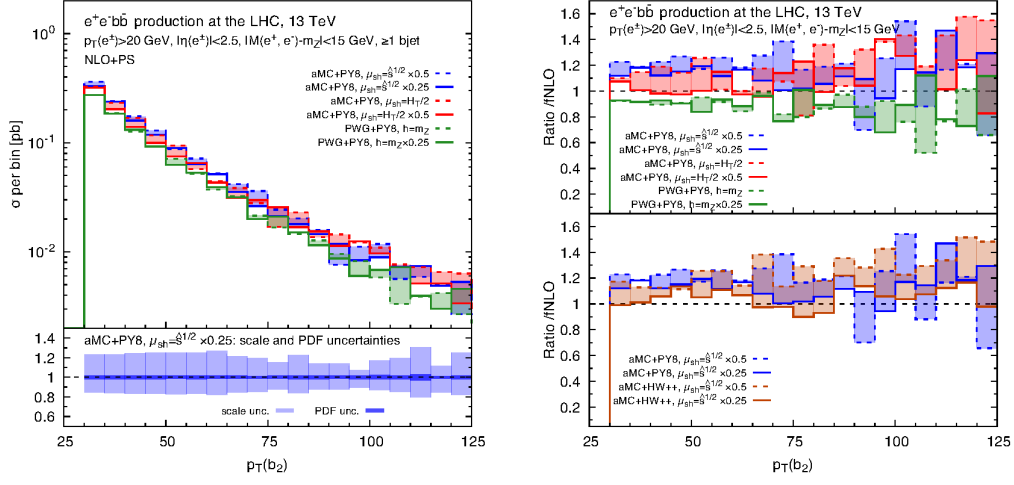 e⁺e⁻bb̄ production at the LHC, 13 TeV
p_T(e±)>20 GeV, |η(e±)|<2.5, |M(e⁺, e⁻)-m_Z|<15 GeV, ≥1 bjet
NLO+PS
aMC+PY8, μ_sh=ŝ^1/2 ×0.5
aMC+PY8, μ_sh=ŝ^1/2 ×0.25
aMC+PY8, μ_sh=H_T/2
aMC+PY8, μ_sh=H_T/2 ×0.5
PWG+PY8, h=m_Z
PWG+PY8, h=m_Z×0.25
σ per bin [pb]
10⁰
10⁻¹
10⁻²
aMC+PY8, μ_sh=ŝ^1/2 ×0.25: scale and PDF uncertainties
1.4
1.2
1
0.8
0.6
scale unc.
PDF unc.
25
50
75
100
125
p_T(b₂)
e⁺e⁻bb̄ production at the LHC, 13 TeV
p_T(e±)>20 GeV, |η(e±)|<2.5, |M(e⁺, e⁻)-m_Z|<15 GeV
Ratio /fNLO
1.6
1.4
1.2
1
0.8
0.6
0.4
0.2
aMC+PY8, μ_sh=ŝ^1/2 ×0.5
aMC+PY8, μ_sh=ŝ^1/2 ×0.25
aMC+PY8, μ_sh=H_T/2
aMC+PY8, μ_sh=H_T/2 ×0.5
PWG+PY8, h=m_Z
PWG+PY8, h=m_Z×0.25
Ratio /fNLO
1.6
1.4
1.2
1
0.8
0.6
0.4
0.2
aMC+PY8, μ_sh=ŝ^1/2 ×0.5
aMC+PY8, μ_sh=ŝ^1/2 ×0.25
aMC+HW++, μ_sh=ŝ^1/2 ×0.5
aMC+HW++, μ_sh=ŝ^1/2 ×0.25
25
50
75
100
125
p_T(b₂)